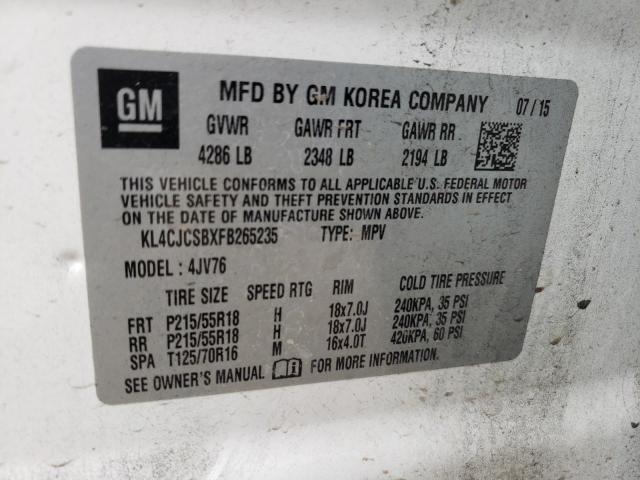 GM
MFD BY GM KOREA COMPANY 07/15
GVWR GAWR FRT GAWR RR
4286 LB 2348 LB 2194 LB
THIS VEHICLE CONFORMS TO ALL APPLICABLE U.S. FEDERAL MOTOR
VEHICLE SAFETY AND THEFT PREVENTION STANDARDS IN EFFECT
ON THE DATE OF MANUFACTURE SHOWN ABOVE.
KL4CJCSBXFB265235 TYPE: MPV
MODEL : 4JV76
TIRE SIZE SPEED RTG RIM COLD TIRE PRESSURE
FRT P215/55R18 H 18x7.0J 240KPA, 35 PSI
RR P215/55R18 H 18x7.0J 240KPA, 35 PSI
SPA T125/70R16 M 16x4.0T 420KPA, 60 PSI
SEE OWNER'S MANUAL FOR MORE INFORMATION.